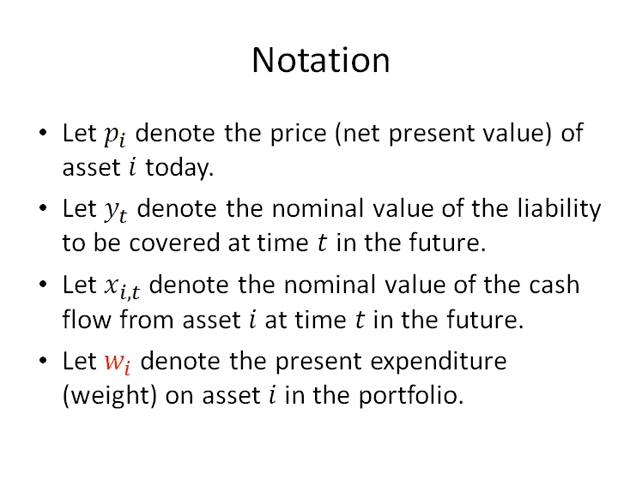 Notation
• Let pᵢ denote the price (net present value) of
asset i today.
• Let yₜ denote the nominal value of the liability
to be covered at time t in the future.
• Let xᵢ,ₜ denote the nominal value of the cash
flow from asset i at time t in the future.
• Let wᵢ denote the present expenditure
(weight) on asset i in the portfolio.